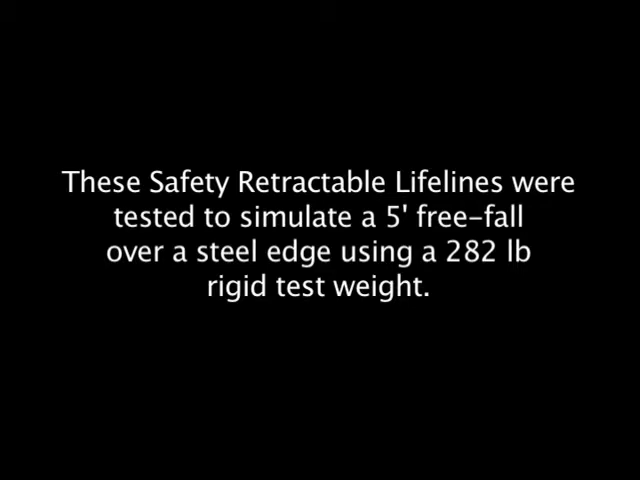 These Safety Retractable Lifelines were
tested to simulate a 5' free-fall
over a steel edge using a 282 lb
rigid test weight.